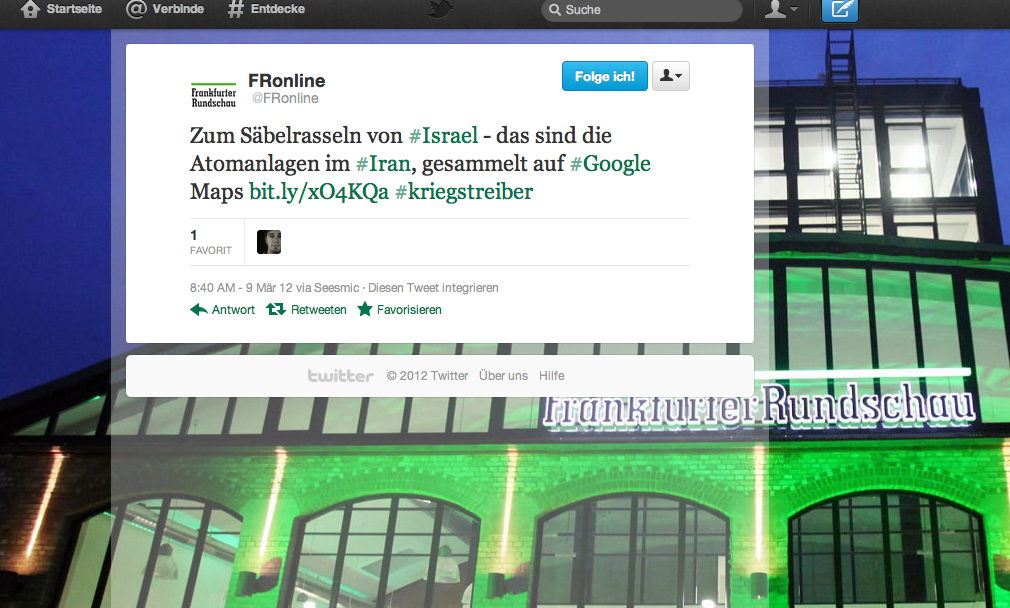 Startseite @ Verbinde # Entdecke Suche
Frankfurter
Rundschau
FRonline
@FRonline
Folge ich!
Zum Säbelrasseln von #Israel - das sind die
Atomanlagen im #Iran, gesammelt auf #Google
Maps bit.ly/xO4KQa #kriegstreiber
1
FAVORIT
8:40 AM - 9 Mär 12 via Seesmic · Diesen Tweet integrieren
Antwort Retweeten Favorisieren
twitter © 2012 Twitter Über uns Hilfe
Frankfurter Rundschau